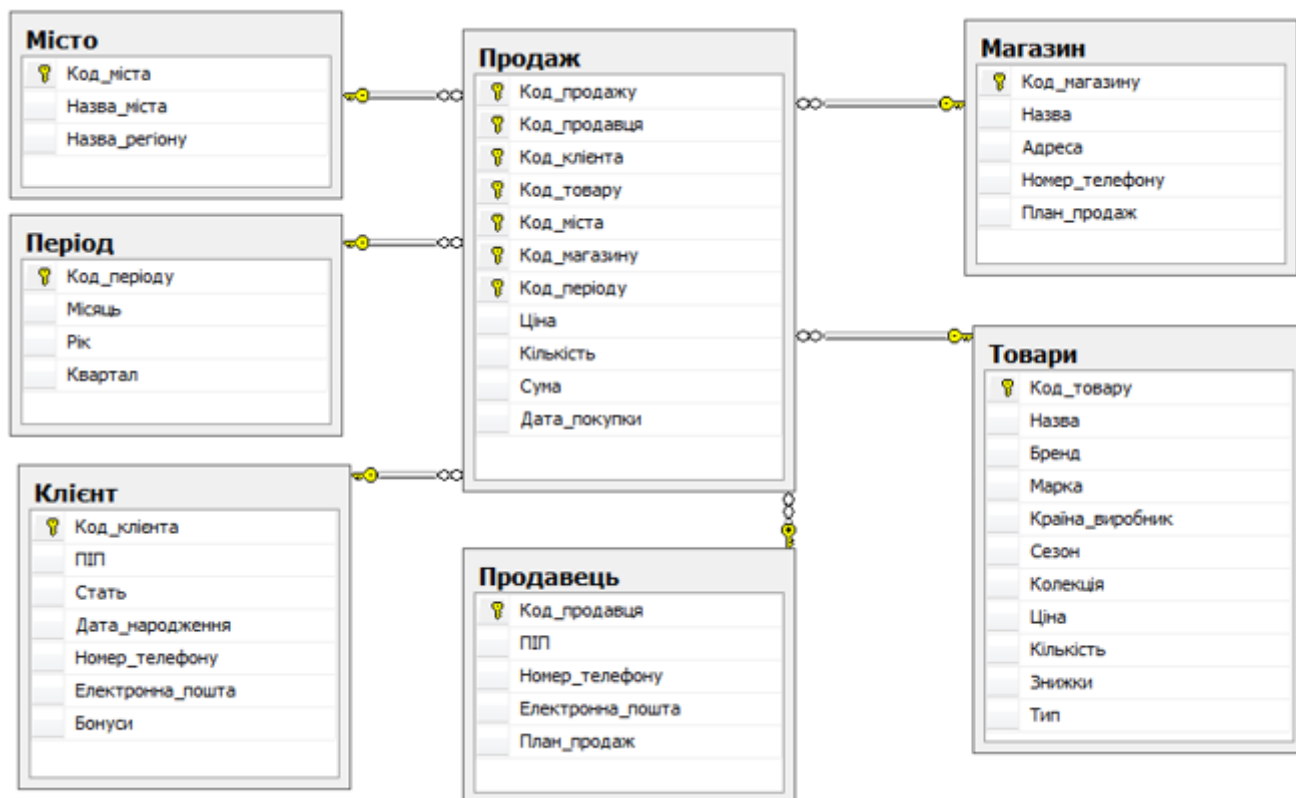 Місто
Код_міста
Назва_міста
Назва_регіону
Період
Код_періоду
Місяць
Рік
Квартал
Клієнт
Код_клієнта
ПІП
Стать
Дата_народження
Номер_телефону
Електронна_пошта
Бонуси
Продаж
Код_продажу
Код_продавця
Код_клієнта
Код_товару
Код_міста
Код_магазину
Код_періоду
Ціна
Кількість
Сума
Дата_покупки
Продавець
Код_продавця
ПІП
Номер_телефону
Електронна_пошта
План_продаж
Магазин
Код_магазину
Назва
Адреса
Номер_телефону
План_продаж
Товари
Код_товару
Назва
Бренд
Марка
Країна_виробник
Сезон
Колекція
Ціна
Кількість
Знижки
Тип